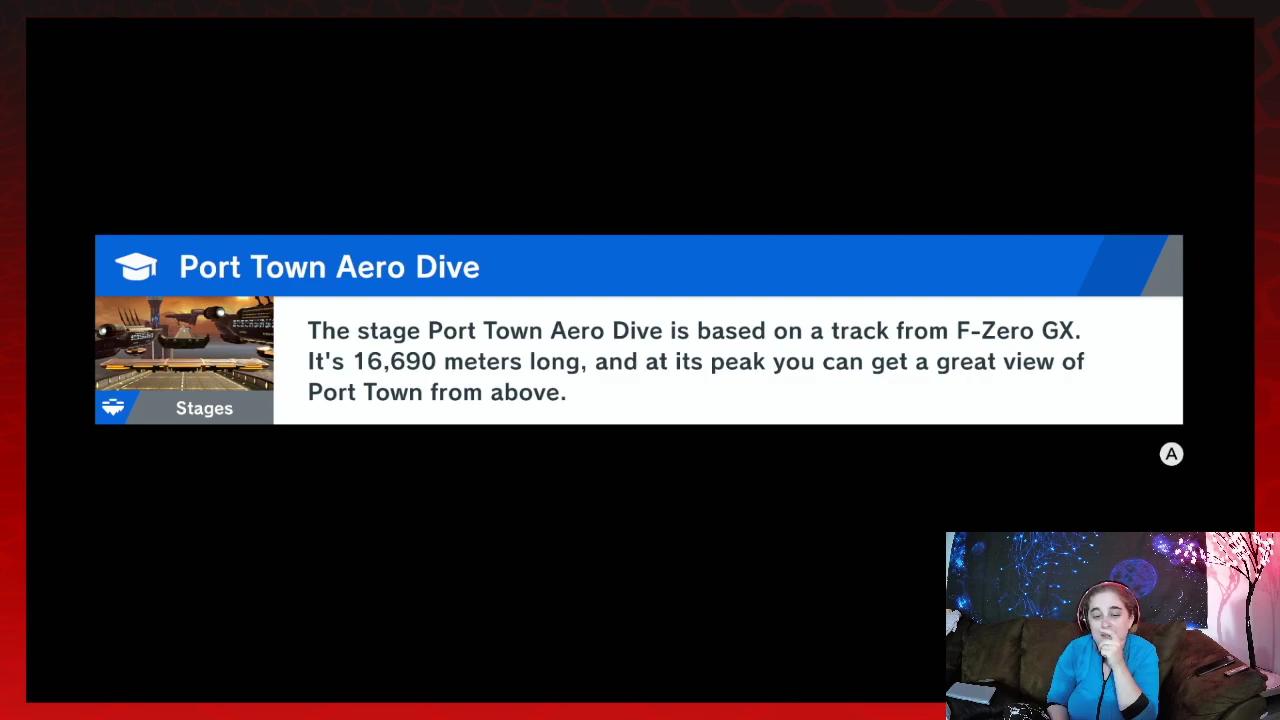 Port Town Aero Dive
The stage Port Town Aero Dive is based on a track from F-Zero GX.
It's 16,690 meters long, and at its peak you can get a great view of
Port Town from above.
Stages
A